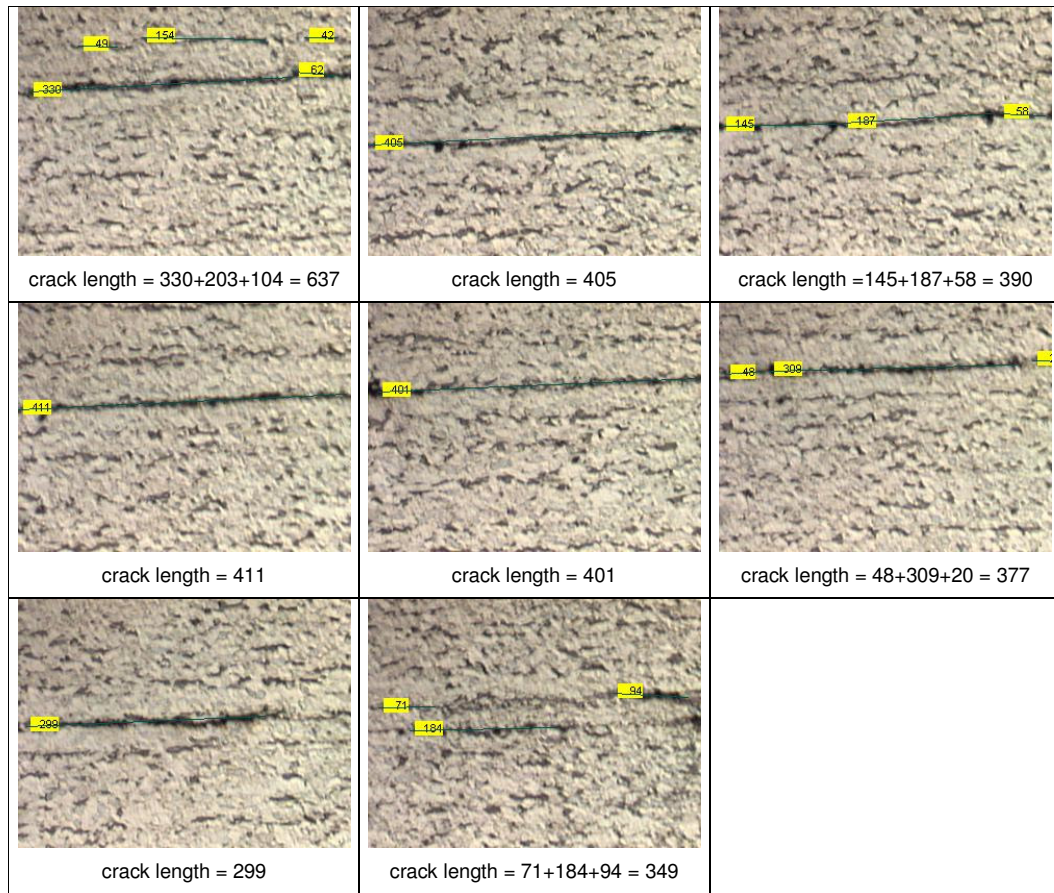 49 154 42
62
330
crack length = 330+203+104 = 637
405
crack length = 405
145 187 58
crack length =145+187+58 = 390
411
crack length = 411
401
crack length = 401
48 309
crack length = 48+309+20 = 377
299
crack length = 299
71 94
184
crack length = 71+184+94 = 349